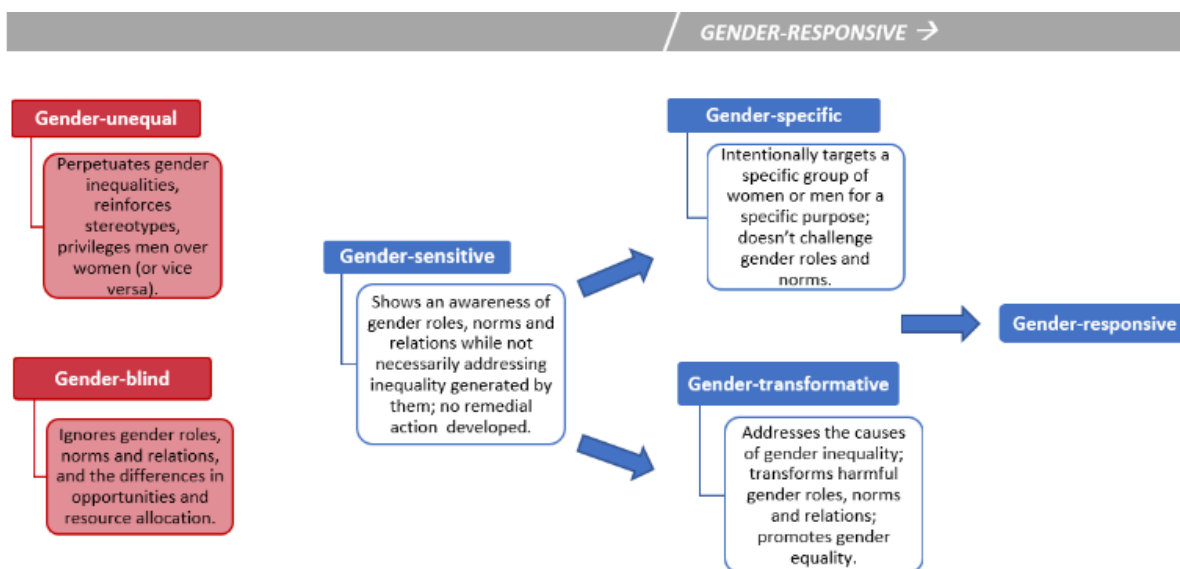 GENDER-RESPONSIVE →
Gender-unequal
Perpetuates gender
inequalities,
reinforces
stereotypes,
privileges men over
women (or vice
versa).
Gender-blind
Ignores gender roles,
norms and relations,
and the differences in
opportunities and
resource allocation.
Gender-sensitive
Shows an awareness of
gender roles, norms and
relations while not
necessarily addressing
inequality generated by
them; no remedial
action developed.
Gender-specific
Intentionally targets a
specific group of
women or men for a
specific purpose;
doesn't challenge
gender roles and
norms.
Gender-transformative
Addresses the causes
of gender inequality;
transforms harmful
gender roles, norms
and relations;
promotes gender
equality.
Gender-responsive